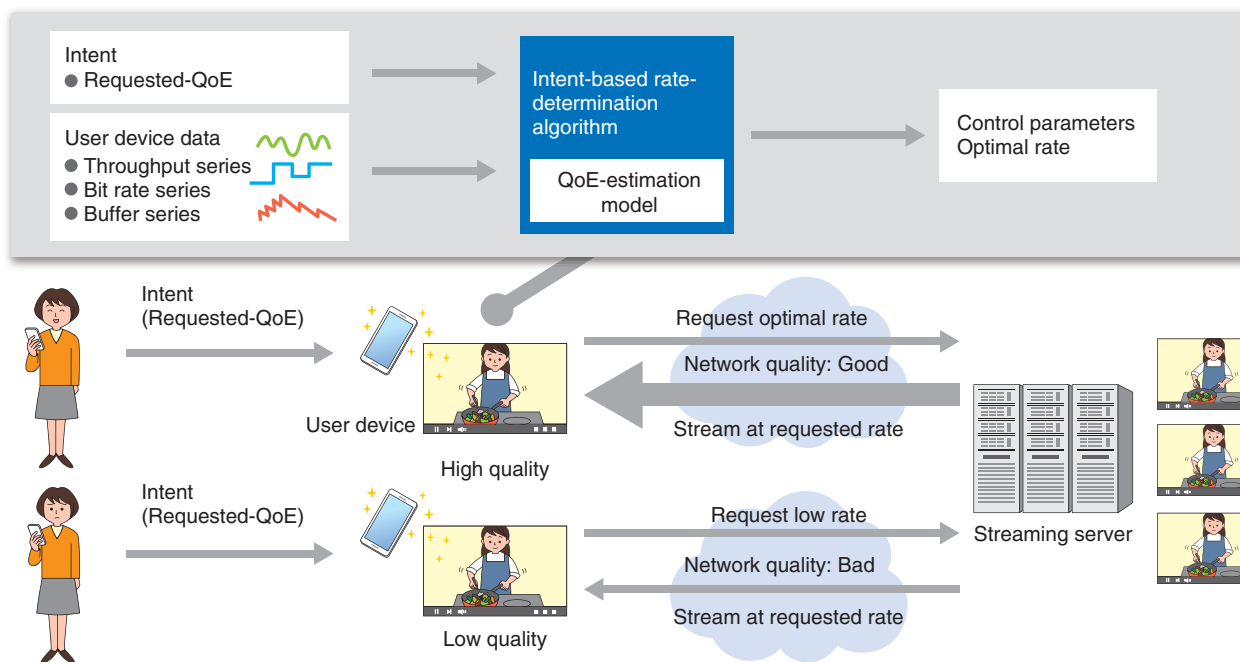 Intent
● Requested-QoE
User device data
● Throughput series
● Bit rate series
● Buffer series
Intent-based rate-
determination
algorithm
QoE-estimation
model
Control parameters
Optimal rate
Intent
(Requested-QoE)
User device
High quality
Request optimal rate
Network quality: Good
Stream at requested rate
Intent
(Requested-QoE)
Low quality
Request low rate
Network quality: Bad
Stream at requested rate
Streaming server